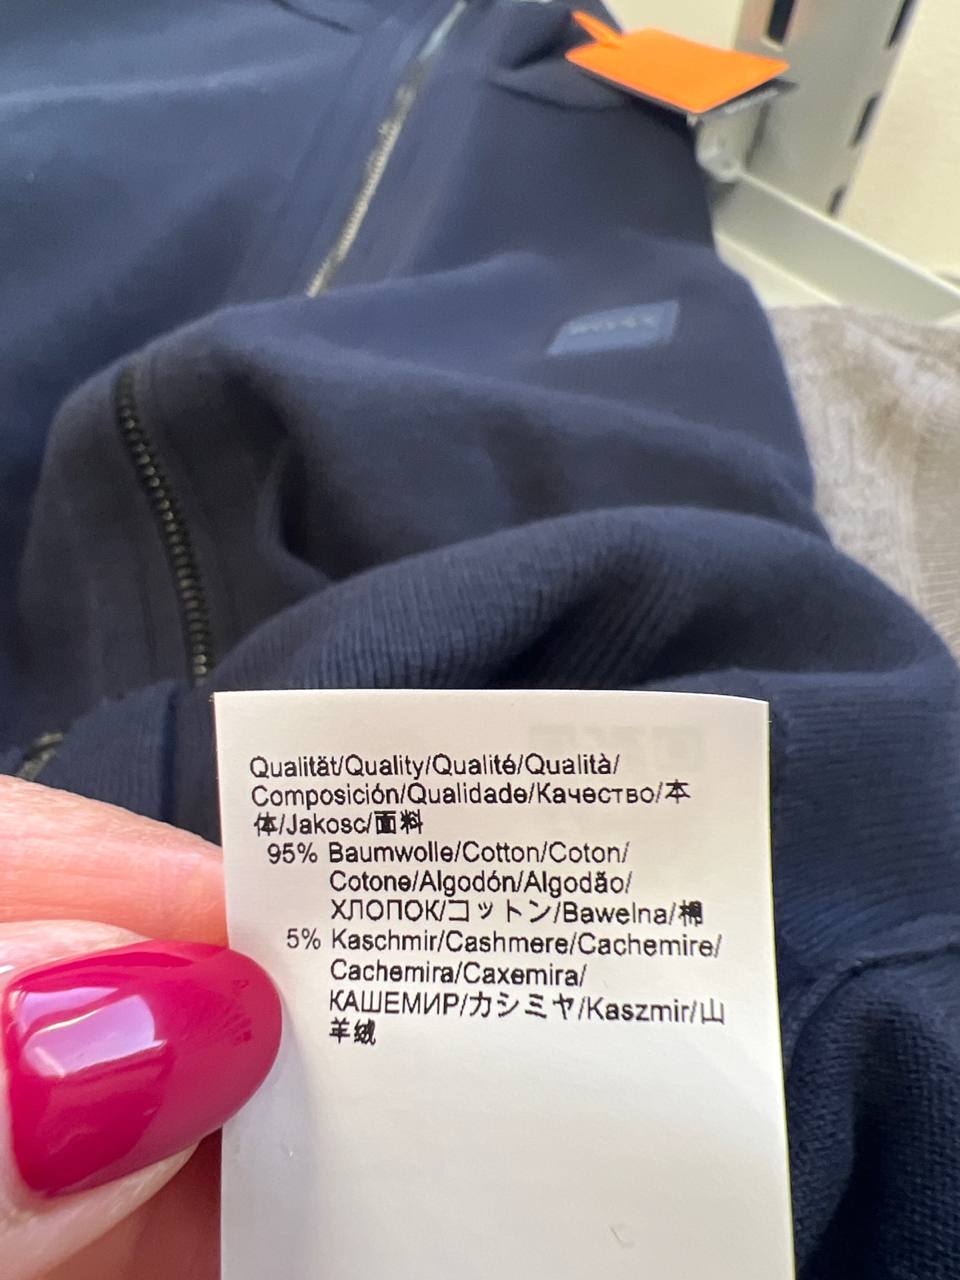 Qualität/Quality/Qualité/Qualità/
Composición/Qualidade/Качество/本
体/Jakosc/面料
95% Baumwolle/Cotton/Coton/
Cotone/Algodón/Algodão/
ХЛОПОК/コットン/Bawelna/棉
5% Kaschmir/Cashmere/Cachemire/
Cachemira/Caxemira/
КАШЕМИР/カシミヤ/Kaszmir/山
羊绒